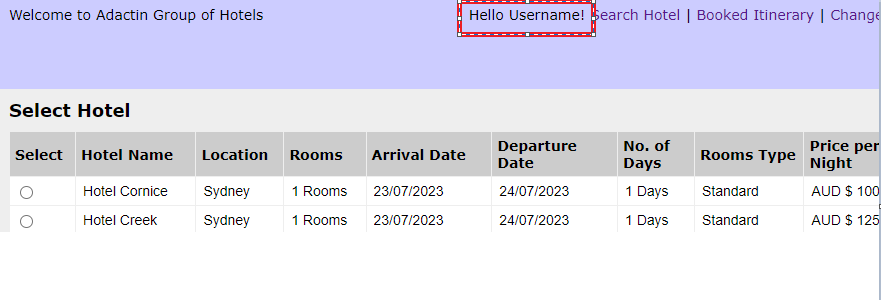 Welcome to Adactin Group of Hotels Hello Username! Search Hotel | Booked Itinerary | Change
Select Hotel
Select Hotel Name Location Rooms Arrival Date Departure Date No. of Days Rooms Type Price per Night
Hotel Cornice Sydney 1 Rooms 23/07/2023 24/07/2023 1 Days Standard AUD $ 100
Hotel Creek Sydney 1 Rooms 23/07/2023 24/07/2023 1 Days Standard AUD $ 125